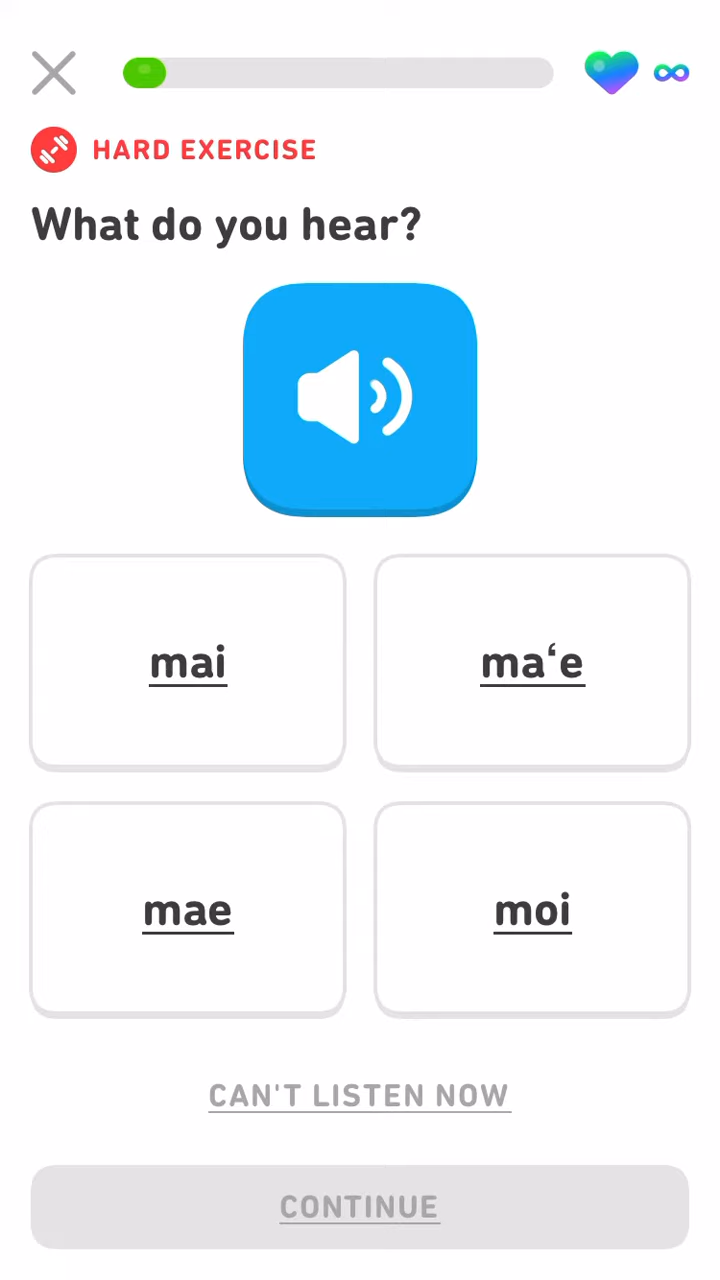 HARD EXERCISE
What do you hear?
mai
maʻe
mae
moi
CAN'T LISTEN NOW
CONTINUE